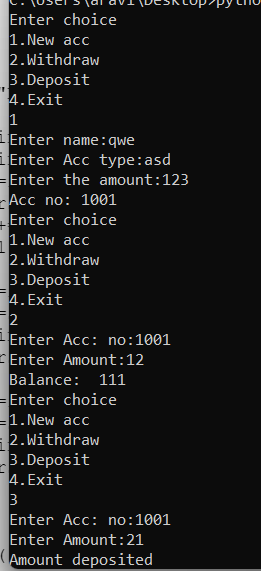 C:\Users\aravi\Desktop>pytho
Enter choice
1.New acc
2.Withdraw
3.Deposit
4.Exit
1
Enter name:qwe
Enter Acc type:asd
Enter the amount:123
Acc no: 1001
Enter choice
1.New acc
2.Withdraw
3.Deposit
4.Exit
2
Enter Acc: no:1001
Enter Amount:12
Balance:  111
Enter choice
1.New acc
2.Withdraw
3.Deposit
4.Exit
3
Enter Acc: no:1001
Enter Amount:21
Amount deposited